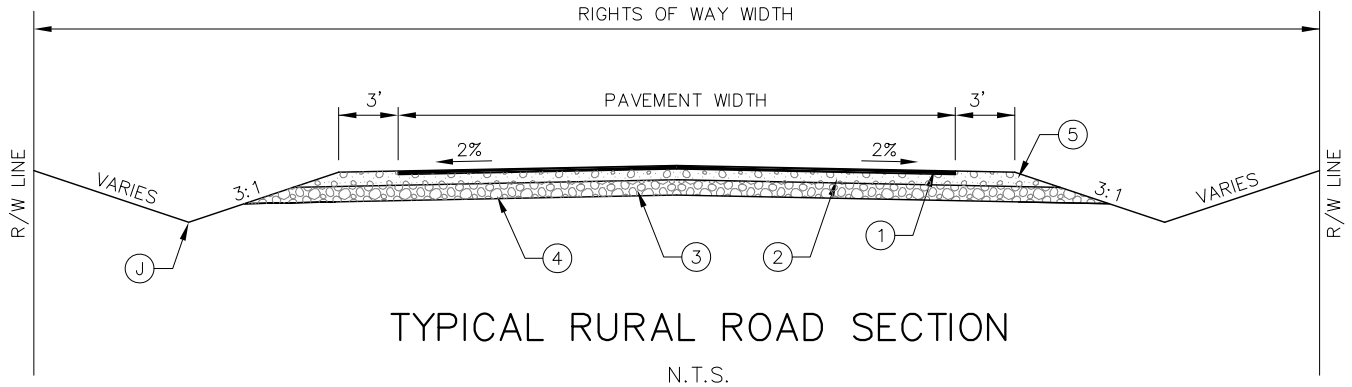 RIGHTS OF WAY WIDTH
3'
PAVEMENT WIDTH
3'
5
2%
2%
R/W LINE
VARIES
3:1
3:1
VARIES
R/W LINE
J
4
3
2
1
TYPICAL RURAL ROAD SECTION
N.T.S.